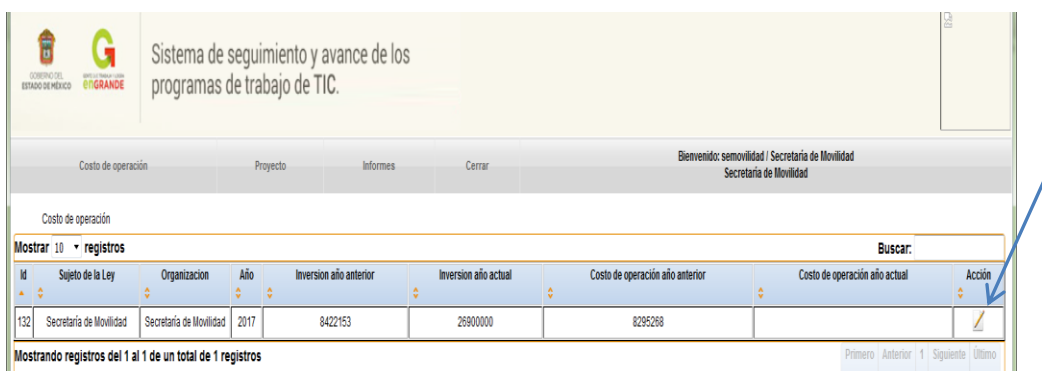 GOBIERNO DEL
ESTADO DE MÉXICO
enGRANDE
Sistema de seguimiento y avance de los
programas de trabajo de TIC.
Costo de operación Proyecto Informes Cerrar
Bienvenido: semovilidad / Secretaría de Movilidad
Secretaría de Movilidad
Costo de operación
Mostrar 10 registros Buscar:
Id Sujeto de la Ley Organizacion Año Inversion año anterior Inversion año actual Costo de operación año anterior Costo de operación año actual Acción
132 Secretaría de Movilidad Secretaría de Movilidad 2017 8422153 26900000 8295268
Mostrando registros del 1 al 1 de un total de 1 registros Primero Anterior 1 Siguiente Último